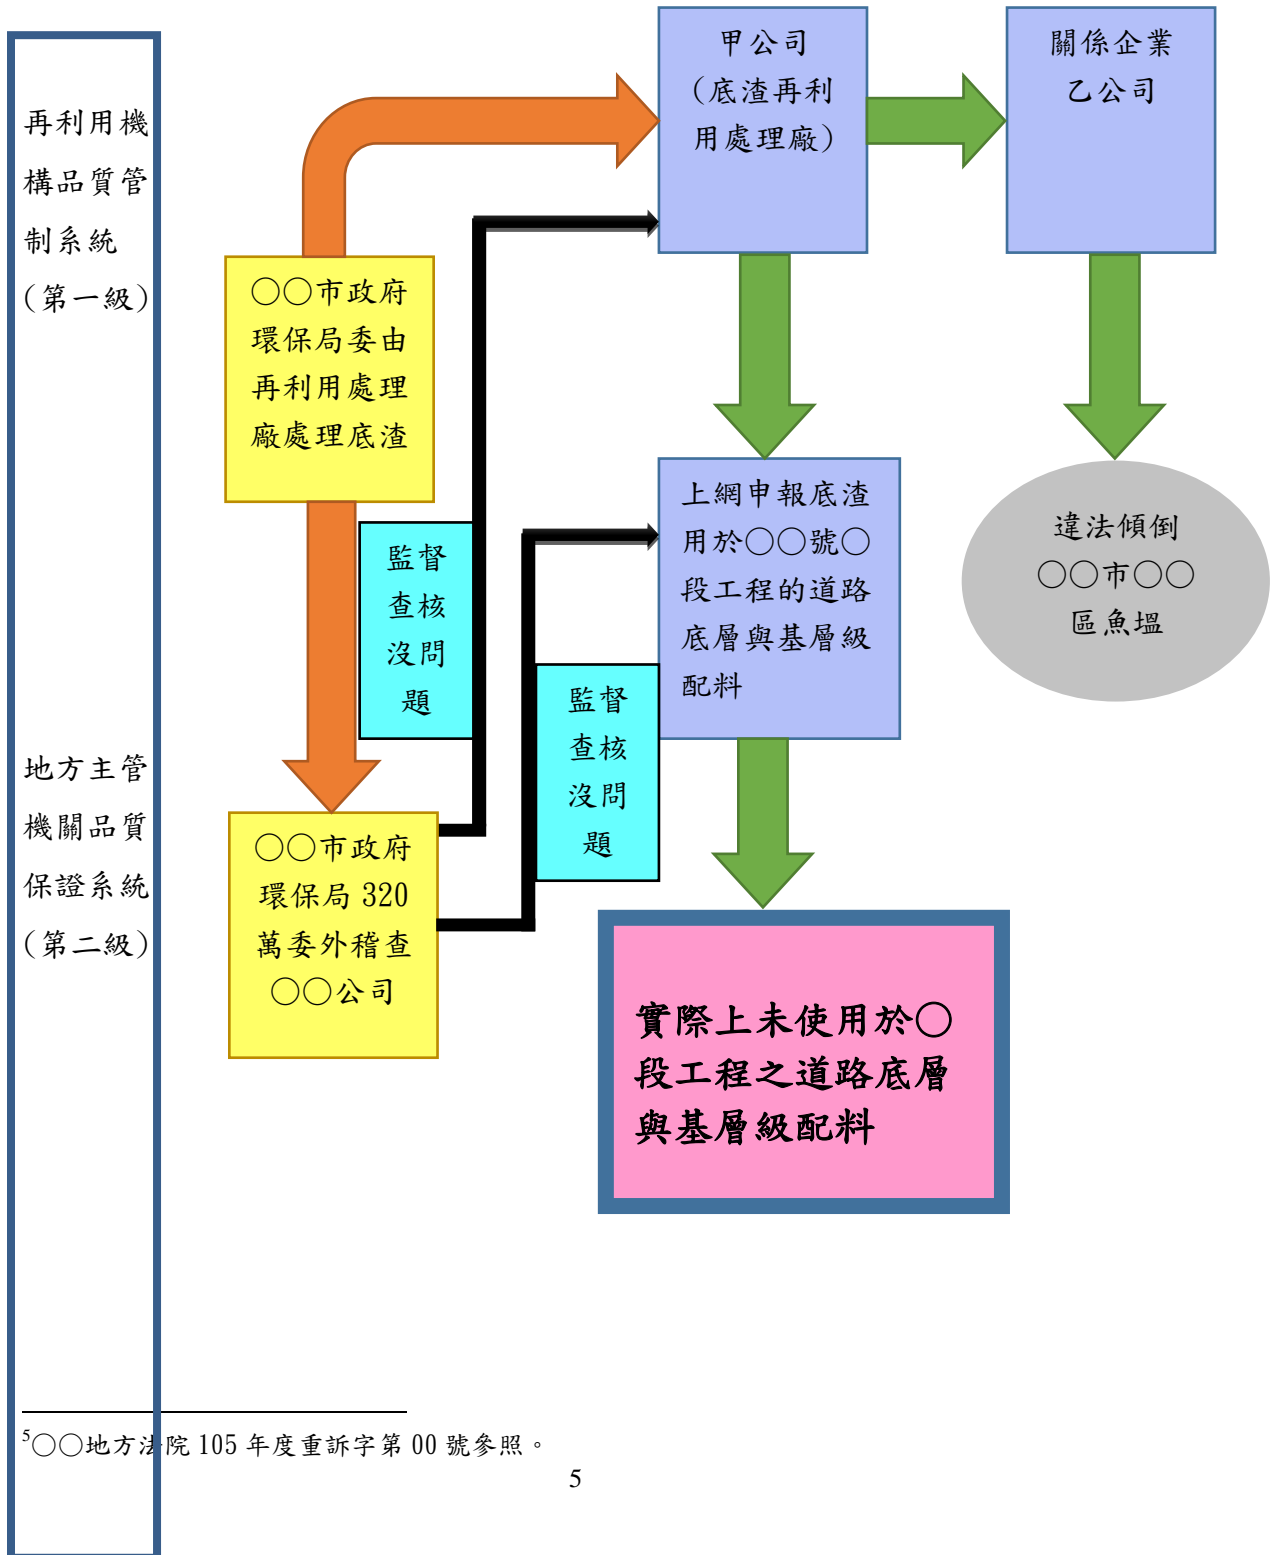 再利用機
構品質管
制系統
（第一級）
地方主管
機關品質
保證系統
（第二級）
○○市政府
環保局委由
再利用處理
廠處理底渣
甲公司
（底渣再利
用處理廠）
關係企業
乙公司
監督
查核
沒問
題
上網申報底渣
用於○○號○
段工程的道路
底層與基層級
配料
違法傾倒
○○市○○
區魚塭
監督
查核
沒問
題
○○市政府
環保局 320
萬委外稽查
○○公司
實際上未使用於○
段工程之道路底層
與基層級配料
5○○地方法院 105 年度重訴字第 00 號參照。
5